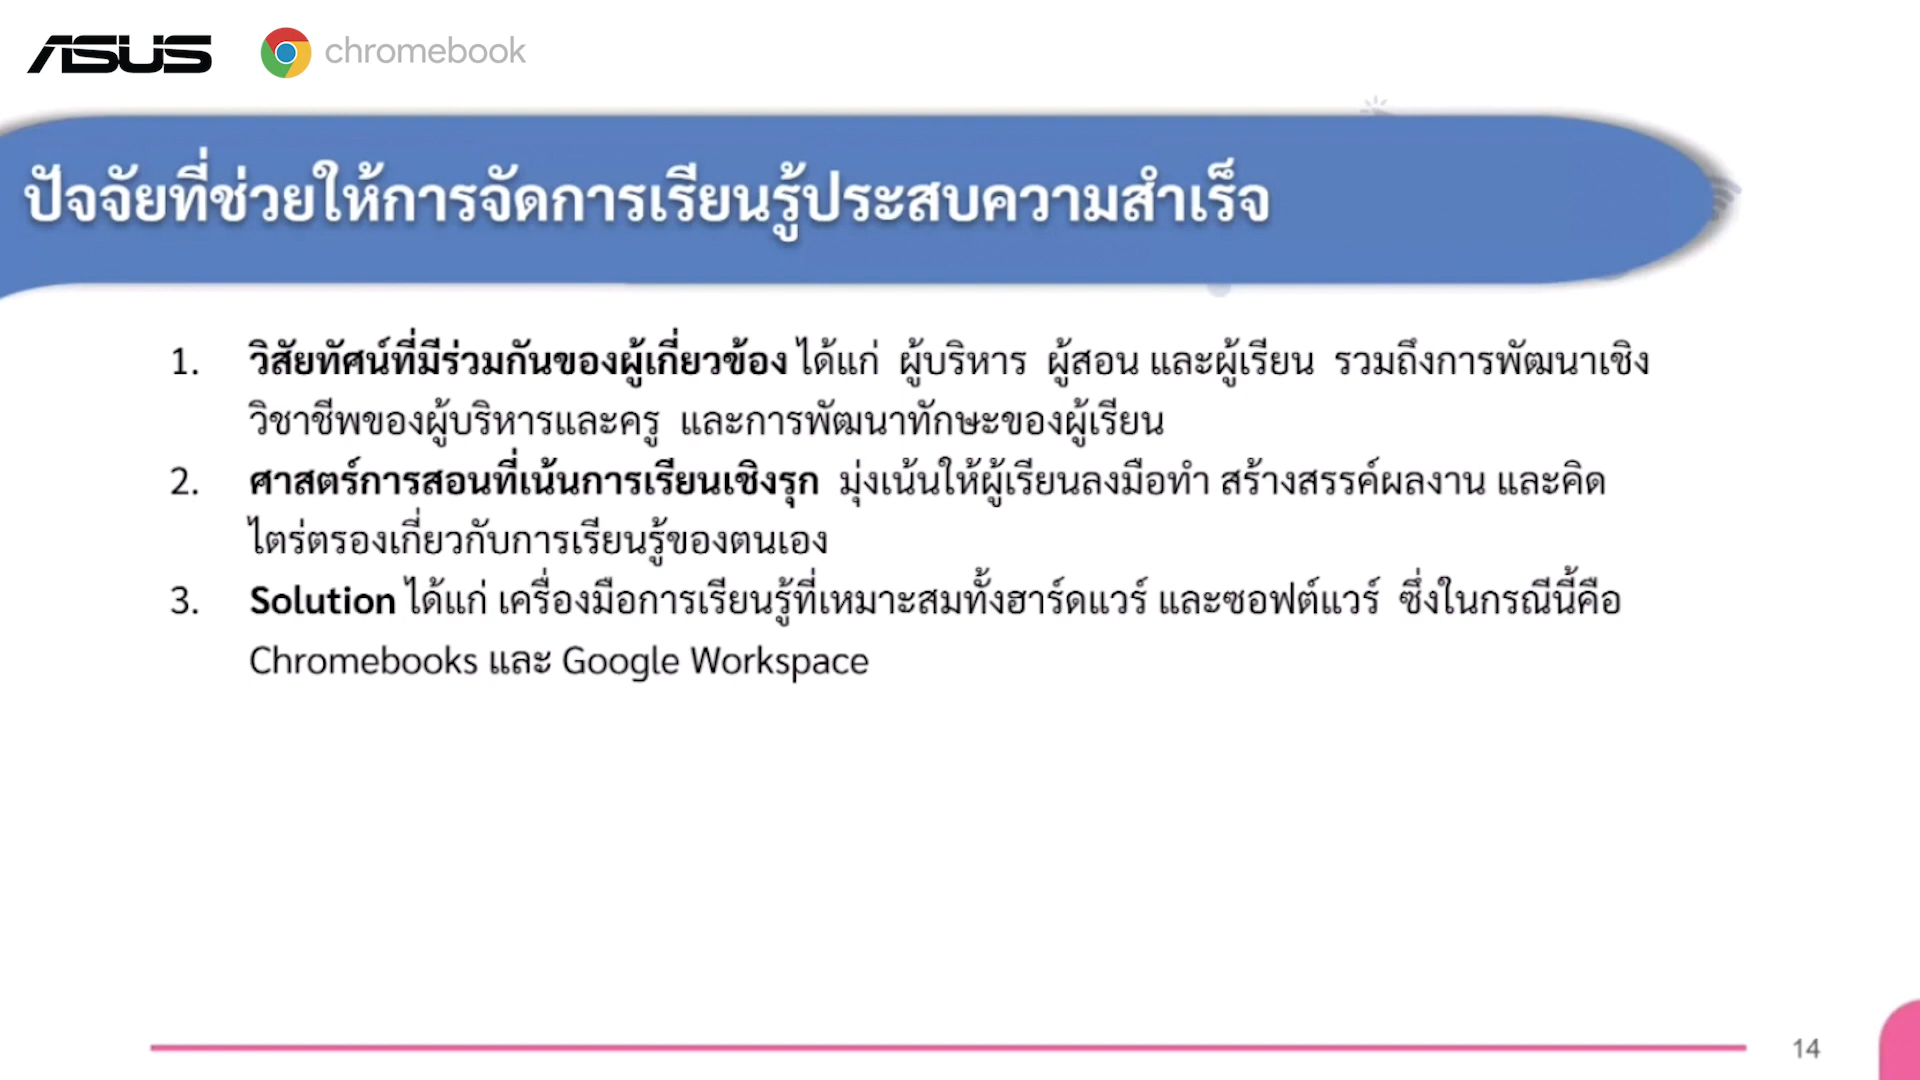 ASUS chromebook
ปัจจัยที่ช่วยให้การจัดการเรียนรู้ประสบความสำเร็จ
1. วิสัยทัศน์ที่มีร่วมกันของผู้เกี่ยวข้อง ได้แก่ ผู้บริหาร ผู้สอน และผู้เรียน รวมถึงการพัฒนาเชิง
วิชาชีพของผู้บริหารและครู และการพัฒนาทักษะของผู้เรียน
2. ศาสตร์การสอนที่เน้นการเรียนเชิงรุก มุ่งเน้นให้ผู้เรียนลงมือทำ สร้างสรรค์ผลงาน และคิด
ไตร่ตรองเกี่ยวกับการเรียนรู้ของตนเอง
3. Solution ได้แก่ เครื่องมือการเรียนรู้ที่เหมาะสมทั้งฮาร์ดแวร์ และซอฟต์แวร์ ซึ่งในกรณีนี้คือ
Chromebooks และ Google Workspace
14